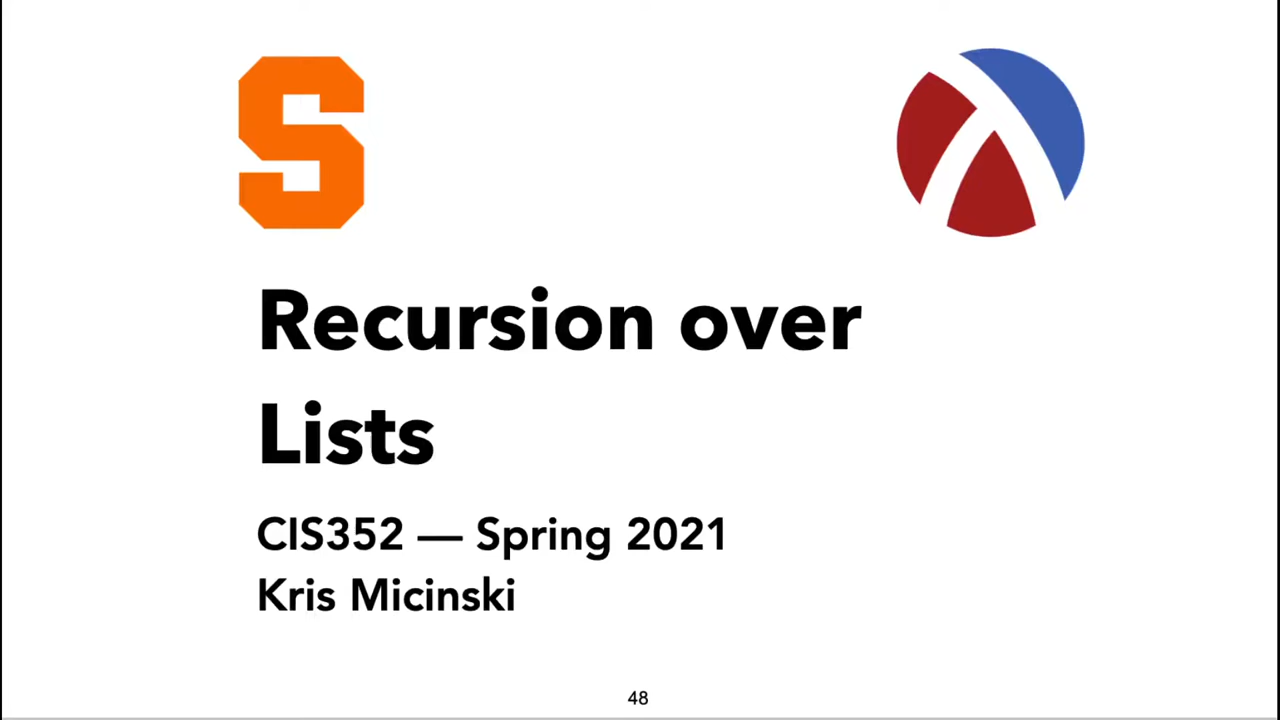 S
Recursion over
Lists
CIS352 — Spring 2021
Kris Micinski
48